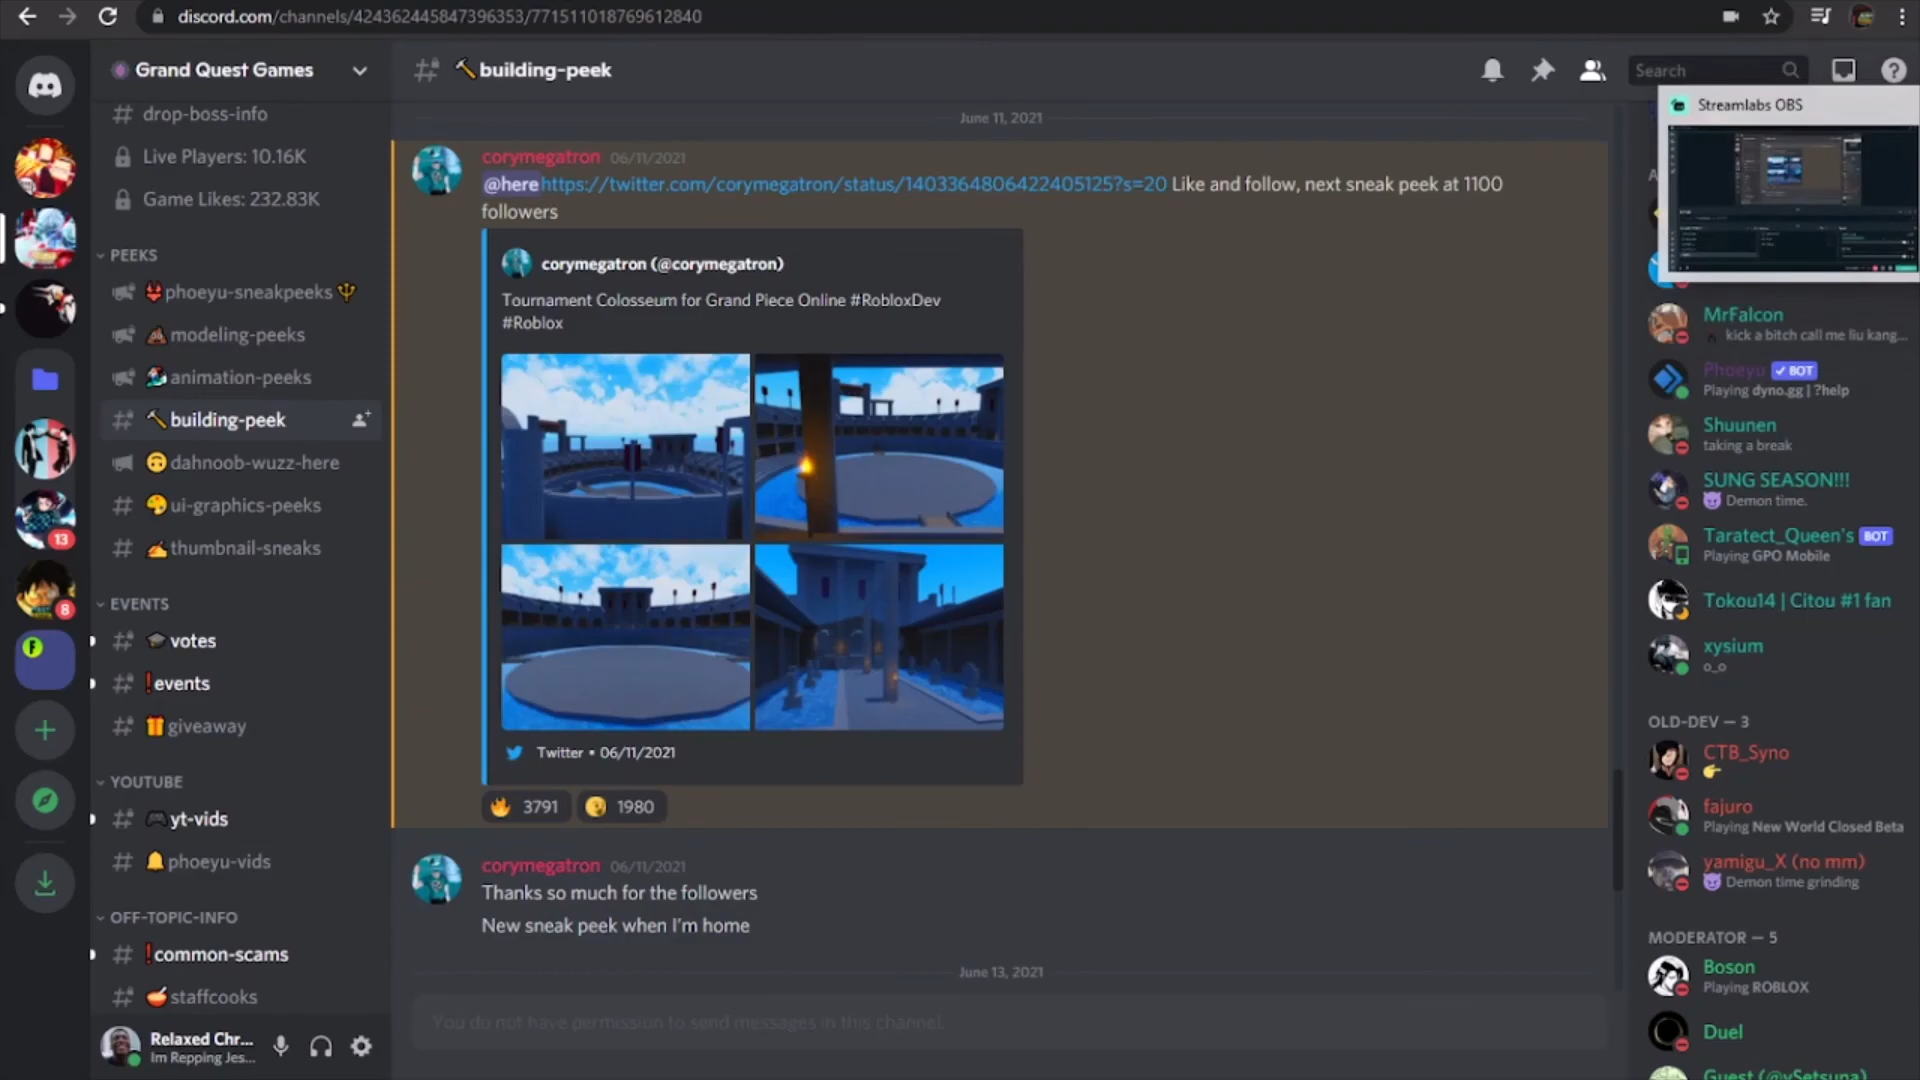 discord.com/channels/424362445847396353/771511018769612840
Grand Quest Games
building-peek
Search
Streamlabs OBS
drop-boss-info
Live Players: 10.16K
Game Likes: 232.83K
PEEKS
phoeyu-sneakpeeks
modeling-peeks
animation-peeks
building-peek
dahnoob-wuzz-here
ui-graphics-peeks
thumbnail-sneaks
EVENTS
votes
events
giveaway
YOUTUBE
yt-vids
phoeyu-vids
OFF-TOPIC-INFO
common-scams
staffcooks
13
8
Relaxed Chr...
Im Repping Jes...
June 11, 2021
corymegatron 06/11/2021
@herehttps://twitter.com/corymegatron/status/1403364806422405125?s=20 Like and follow, next sneak peek at 1100
followers
corymegatron (@corymegatron)
Tournament Colosseum for Grand Piece Online #RobloxDev
#Roblox
Twitter • 06/11/2021
3791 1980
corymegatron 06/11/2021
Thanks so much for the followers
New sneak peek when I'm home
June 13, 2021
You do not have permission to send messages in this channel.
MrFalcon
kick a bitch call me liu kang...
Phoeyu BOT
Playing dyno.gg | ?help
Shuunen
taking a break
SUNG SEASON!!!
Demon time.
Taratect_Queen's BOT
Playing GPO Mobile
Tokou14 | Citou #1 fan
xysium
o_o
OLD-DEV — 3
CTB_Syno
fajuro
Playing New World Closed Beta
yamigu_X (no mm)
Demon time grinding
MODERATOR — 5
Boson
Playing ROBLOX
Duel
Guest (@ySetsuna)